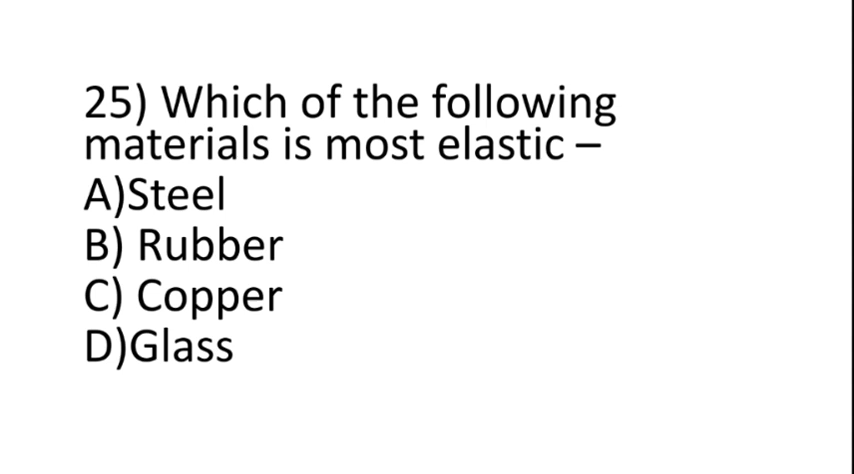 25) Which of the following
materials is most elastic –
A)Steel
B) Rubber
C) Copper
D)Glass